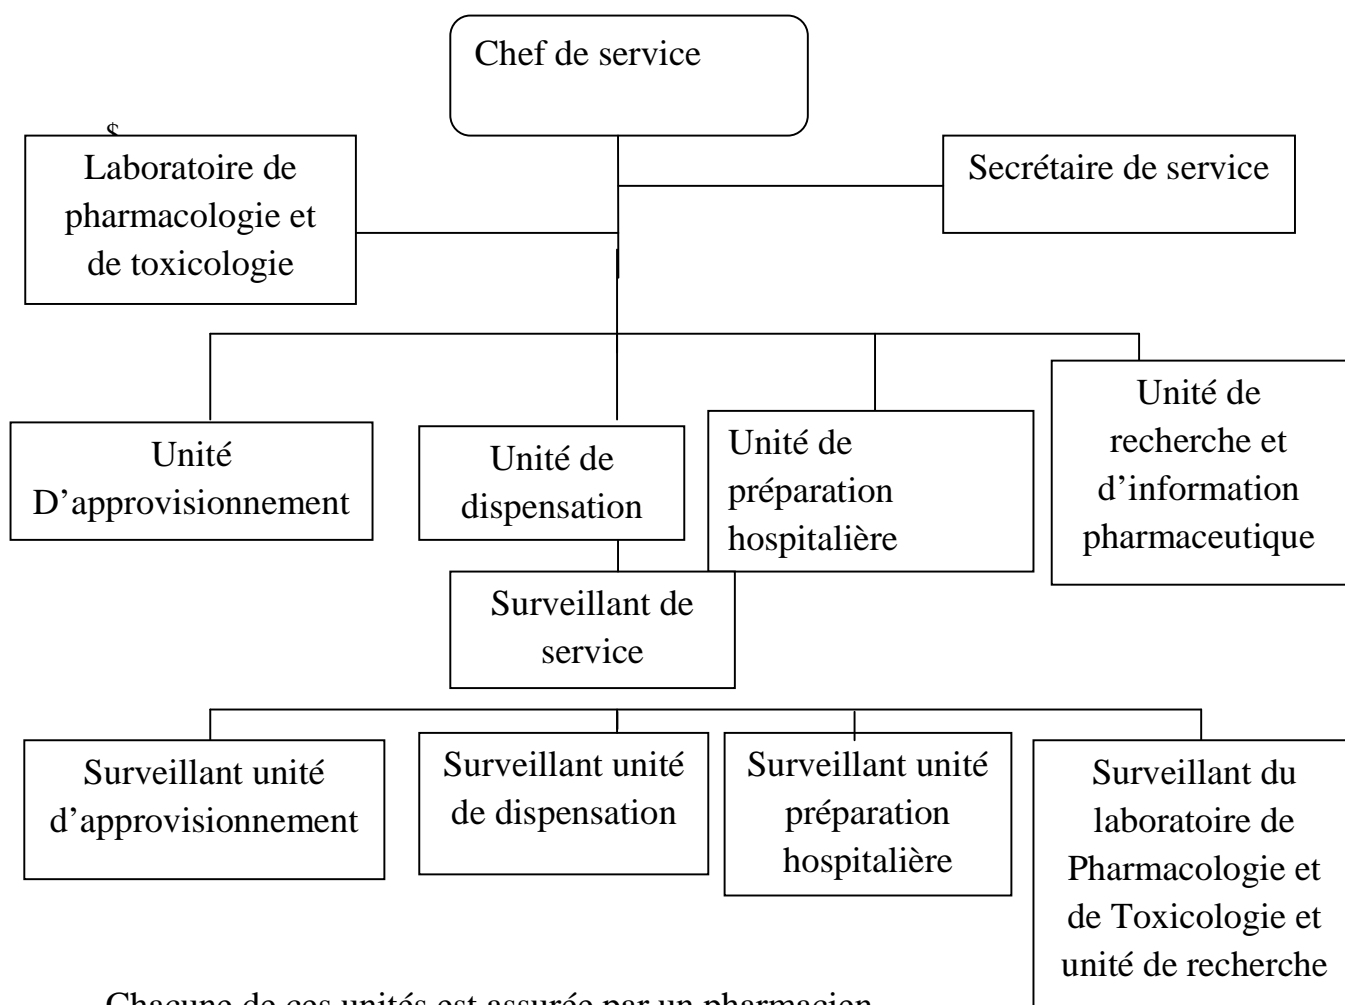 Chef de service
$
Laboratoire de
pharmacologie et
de toxicologie
Secrétaire de service
Unité
D’approvisionnement
Unité de
dispensation
Unité de
préparation
hospitalière
Unité de
recherche et
d’information
pharmaceutique
Surveillant de
service
Surveillant unité
d’approvisionnement
Surveillant unité
de dispensation
Surveillant unité
préparation
hospitalière
Surveillant du
laboratoire de
Pharmacologie et
de Toxicologie et
unité de recherche
Chacune de ces unités est assurée par un pharmacien